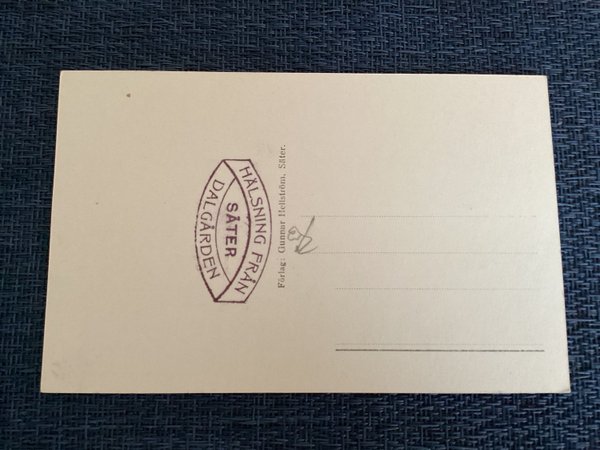 HÄLSNING FRÅN
SÄTER
DALGÅRDEN
Förlag: Gunnar Hellström, Säter.